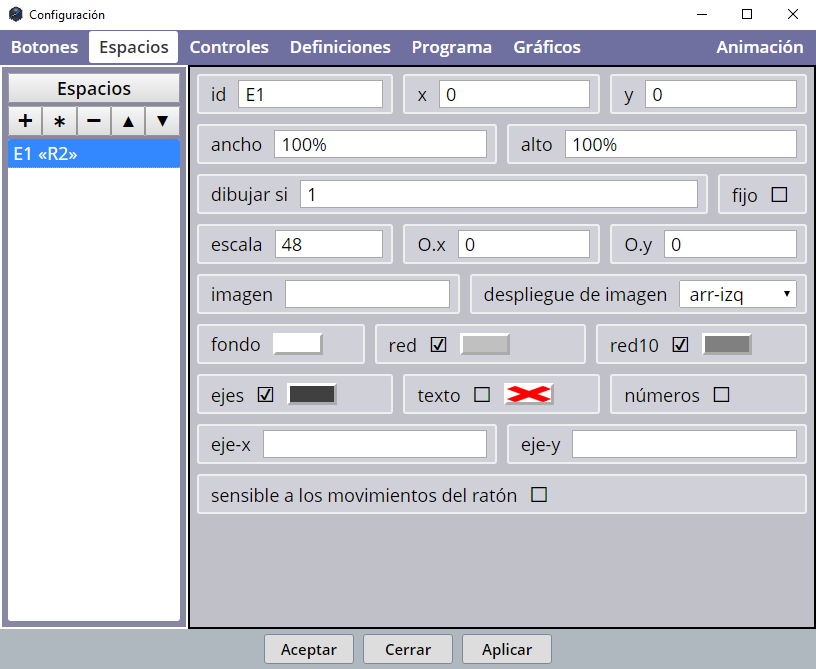 Configuración
Botones Espacios Controles Definiciones Programa Gráficos Animación
Espacios
+ * − ▲ ▼
E1 «R2»
id E1 x 0 y 0
ancho 100% alto 100%
dibujar si 1 fijo
escala 48 O.x 0 O.y 0
imagen despliegue de imagen arr-izq
fondo red red10
ejes texto números
eje-x eje-y
sensible a los movimientos del ratón
Aceptar Cerrar Aplicar